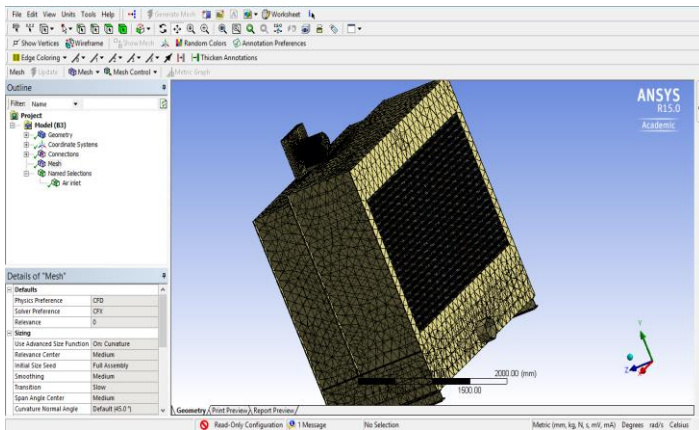 File Edit View Units Tools Help Generate Mesh Worksheet
Show Vertices Wireframe Show Mesh Random Colors Annotation Preferences
Edge Coloring Thicken Annotations
Mesh Update Mesh Mesh Control Metric Graph
Outline
Filter: Name
Project
Model (B3)
Geometry
Coordinate Systems
Connections
Mesh
Named Selections
Air inlet
ANSYS
R15.0
Academic
Details of "Mesh"
Defaults
Physics Preference CFD
Solver Preference CFX
Relevance 0
Sizing
Use Advanced Size Function On: Curvature
Relevance Center Medium
Initial Size Seed Full Assembly
Smoothing Medium
Transition Slow
Span Angle Center Medium
Curvature Normal Angle Default (45.0 °)
2000.00 (mm)
1500.00
Y
Z
Geometry Print Preview Report Preview
Read-Only Configuration 1 Message No Selection Metric (mm, kg, N, s, mV, mA) Degrees rad/s Celsius